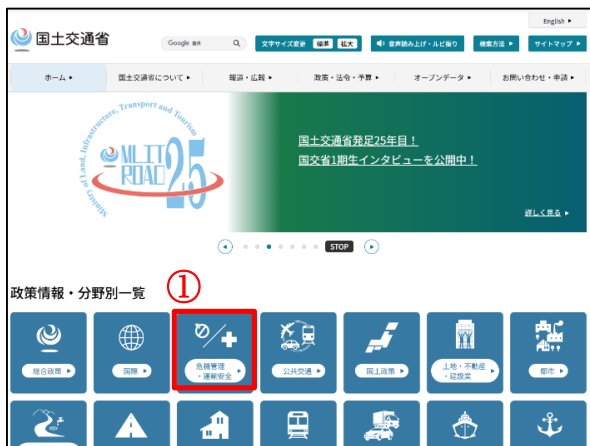 English ▶
国土交通省
Google 検索
文字サイズ変更 標準 拡大
音声読み上げ・ルビ振り
検索方法 ▶
サイトマップ ▶
ホーム ▶
国土交通省について ▶
報道・広報 ▶
政策・法令・予算 ▶
オープンデータ ▶
お問い合わせ・申請 ▶
Ministry of Land, Infrastructure, Transport and Tourism
MLIT
ROAD
25
国土交通省発足25年目！
国交省1期生インタビューを公開中！
詳しく見る ▶
STOP
政策情報・分野別一覧
①
総合政策 ▶
国際 ▶
危機管理
・運輸安全 ▶
公共交通 ▶
国土政策 ▶
土地・不動産
・建設業 ▶
都市 ▶